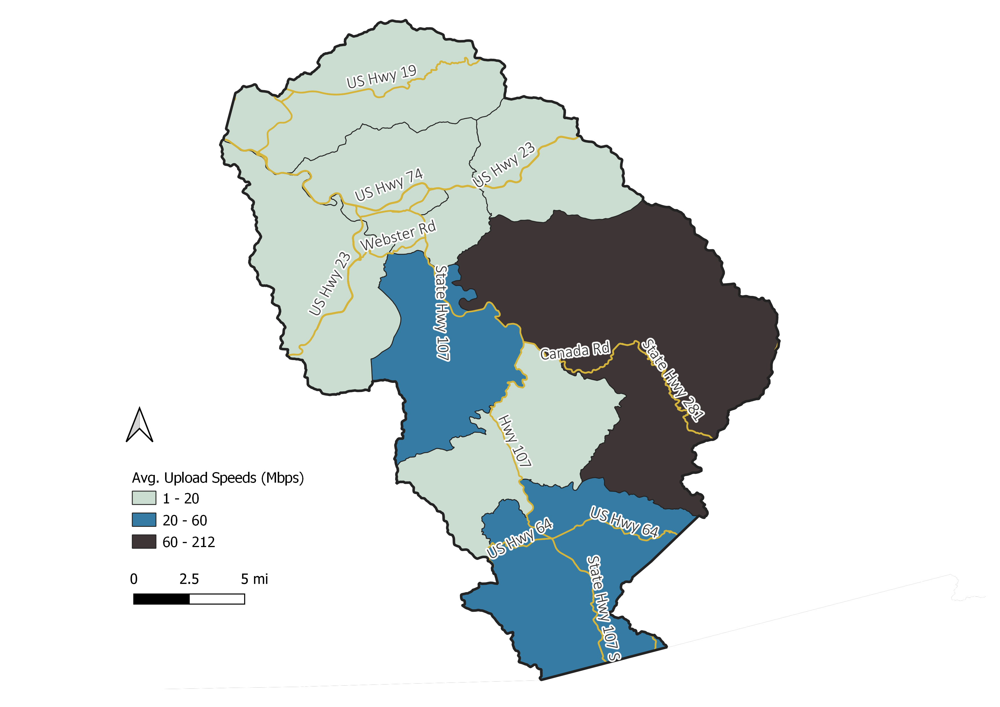 US Hwy 19
US Hwy 23
US Hwy 74
Webster Rd
US Hwy 23
State Hwy 107
Canada Rd
State Hwy 281
Hwy 107
US Hwy 64
US Hwy 64
State Hwy 107 S
Avg. Upload Speeds (Mbps)
1 - 20
20 - 60
60 - 212
0 2.5 5 mi